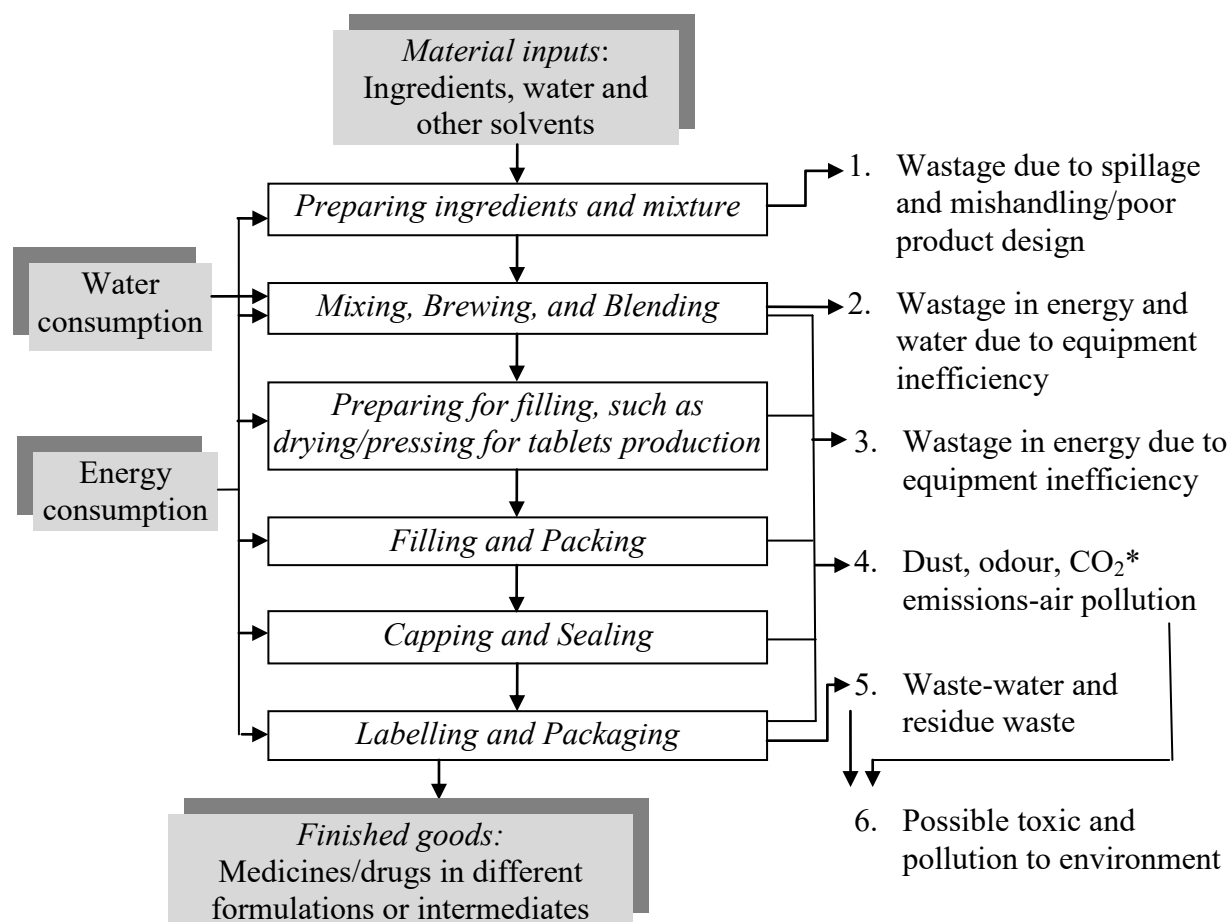 Material inputs:
Ingredients, water and
other solvents
Preparing ingredients and mixture
1. Wastage due to spillage
and mishandling/poor
product design
Water
consumption
Mixing, Brewing, and Blending
2. Wastage in energy and
water due to equipment
inefficiency
Preparing for filling, such as
drying/pressing for tablets production
3. Wastage in energy due to
equipment inefficiency
Energy
consumption
Filling and Packing
4. Dust, odour, CO₂*
emissions-air pollution
Capping and Sealing
5. Waste-water and
residue waste
Labelling and Packaging
6. Possible toxic and
pollution to environment
Finished goods:
Medicines/drugs in different
formulations or intermediates